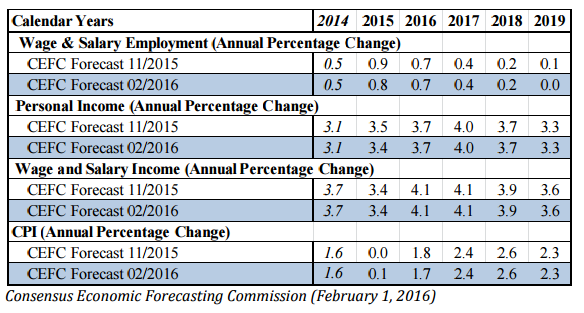 Calendar Years 2014 2015 2016 2017 2018 2019
Wage & Salary Employment (Annual Percentage Change)
CEFC Forecast 11/2015 0.5 0.9 0.7 0.4 0.2 0.1
CEFC Forecast 02/2016 0.5 0.8 0.7 0.4 0.2 0.0
Personal Income (Annual Percentage Change)
CEFC Forecast 11/2015 3.1 3.5 3.7 4.0 3.7 3.3
CEFC Forecast 02/2016 3.1 3.4 3.7 4.0 3.7 3.3
Wage and Salary Income (Annual Percentage Change)
CEFC Forecast 11/2015 3.7 3.4 4.1 4.1 3.9 3.6
CEFC Forecast 02/2016 3.7 3.4 4.1 4.1 3.9 3.6
CPI (Annual Percentage Change)
CEFC Forecast 11/2015 1.6 0.0 1.8 2.4 2.6 2.3
CEFC Forecast 02/2016 1.6 0.1 1.7 2.4 2.6 2.3
Consensus Economic Forecasting Commission (February 1, 2016)